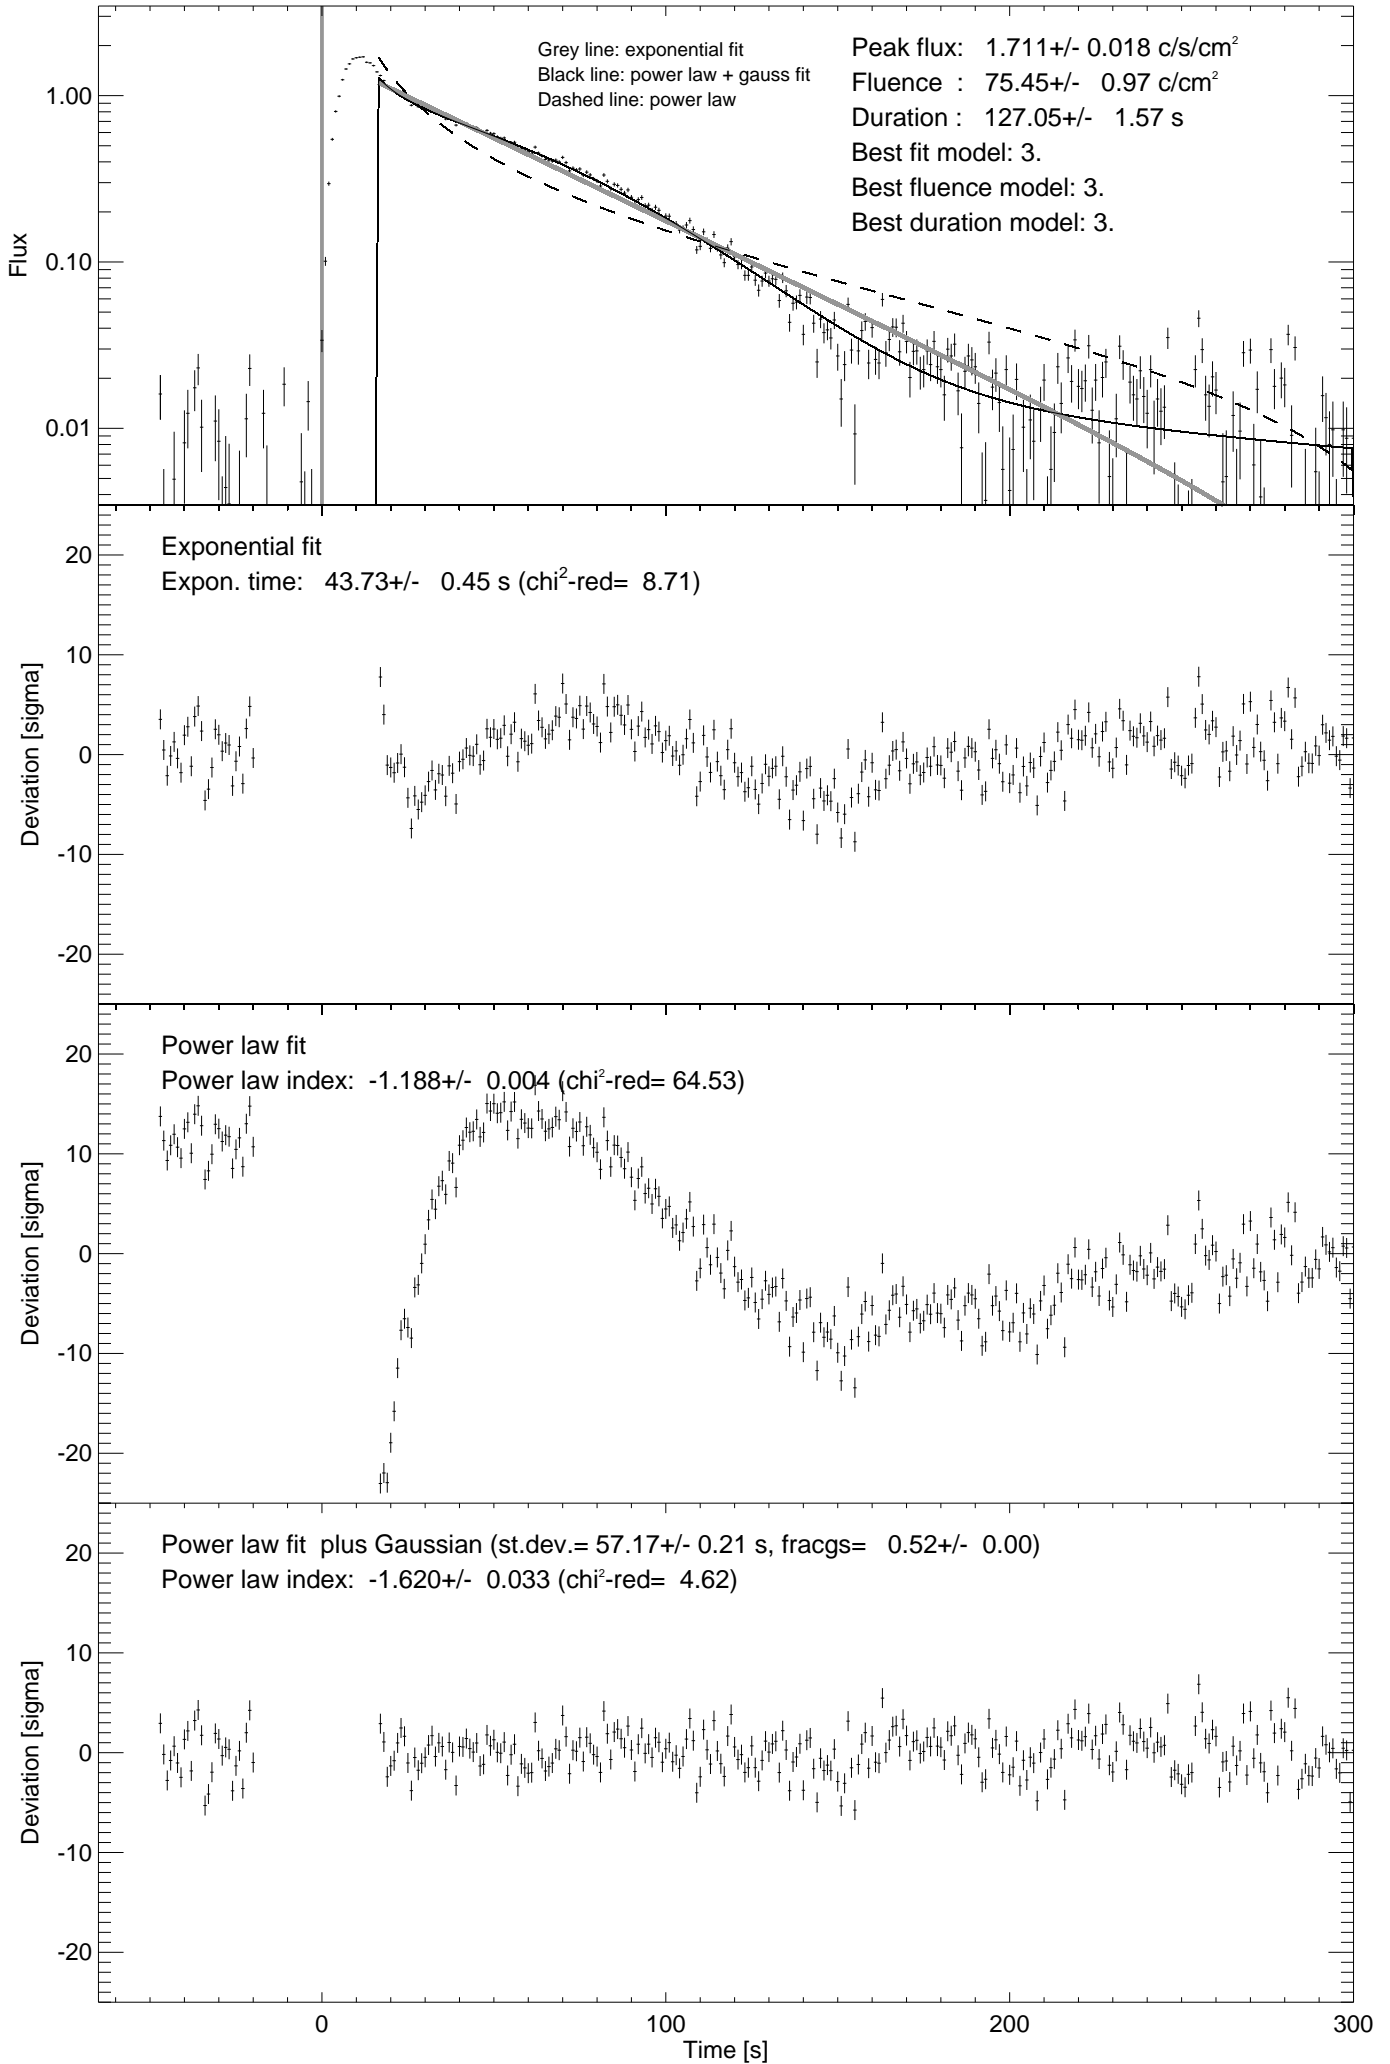 Grey line: exponential fit
Black line: power law + gauss fit
Dashed line: power law
Peak flux: 1.711+/- 0.018 c/s/cm²
Fluence : 75.45+/- 0.97 c/cm²
Duration : 127.05+/- 1.57 s
Best fit model: 3.
Best fluence model: 3.
Best duration model: 3.
1.00
0.10
0.01
Flux
Exponential fit
Expon. time: 43.73+/- 0.45 s (chi²-red= 8.71)
20
10
0
-10
-20
Deviation [sigma]
Power law fit
Power law index: -1.188+/- 0.004 (chi²-red= 64.53)
20
10
0
-10
-20
Deviation [sigma]
Power law fit plus Gaussian (st.dev.= 57.17+/- 0.21 s, fracgs= 0.52+/- 0.00)
Power law index: -1.620+/- 0.033 (chi²-red= 4.62)
20
10
0
-10
-20
Deviation [sigma]
0 100 200 300
Time [s]